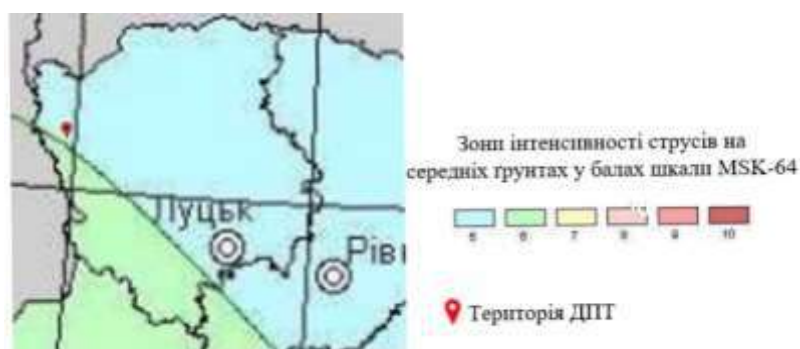 Луцьк
Рівн
Зони інтенсивності струсів на
середніх ґрунтах у балах шкали MSK-64
5 6 7 8 9 10
Територія ДПТ